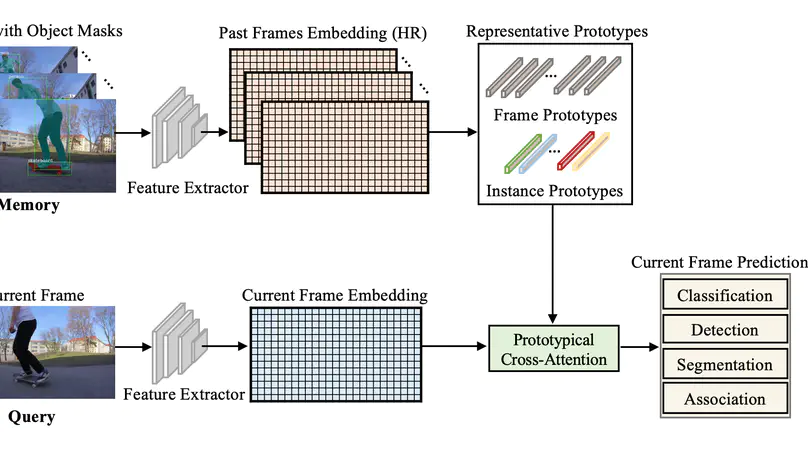 with Object Masks
Past Frames Embedding (HR)
Representative Prototypes
Frame Prototypes
Instance Prototypes
Feature Extractor
Memory
Current Frame
Current Frame Embedding
Feature Extractor
Query
Prototypical
Cross-Attention
Current Frame Prediction
Classification
Detection
Segmentation
Association